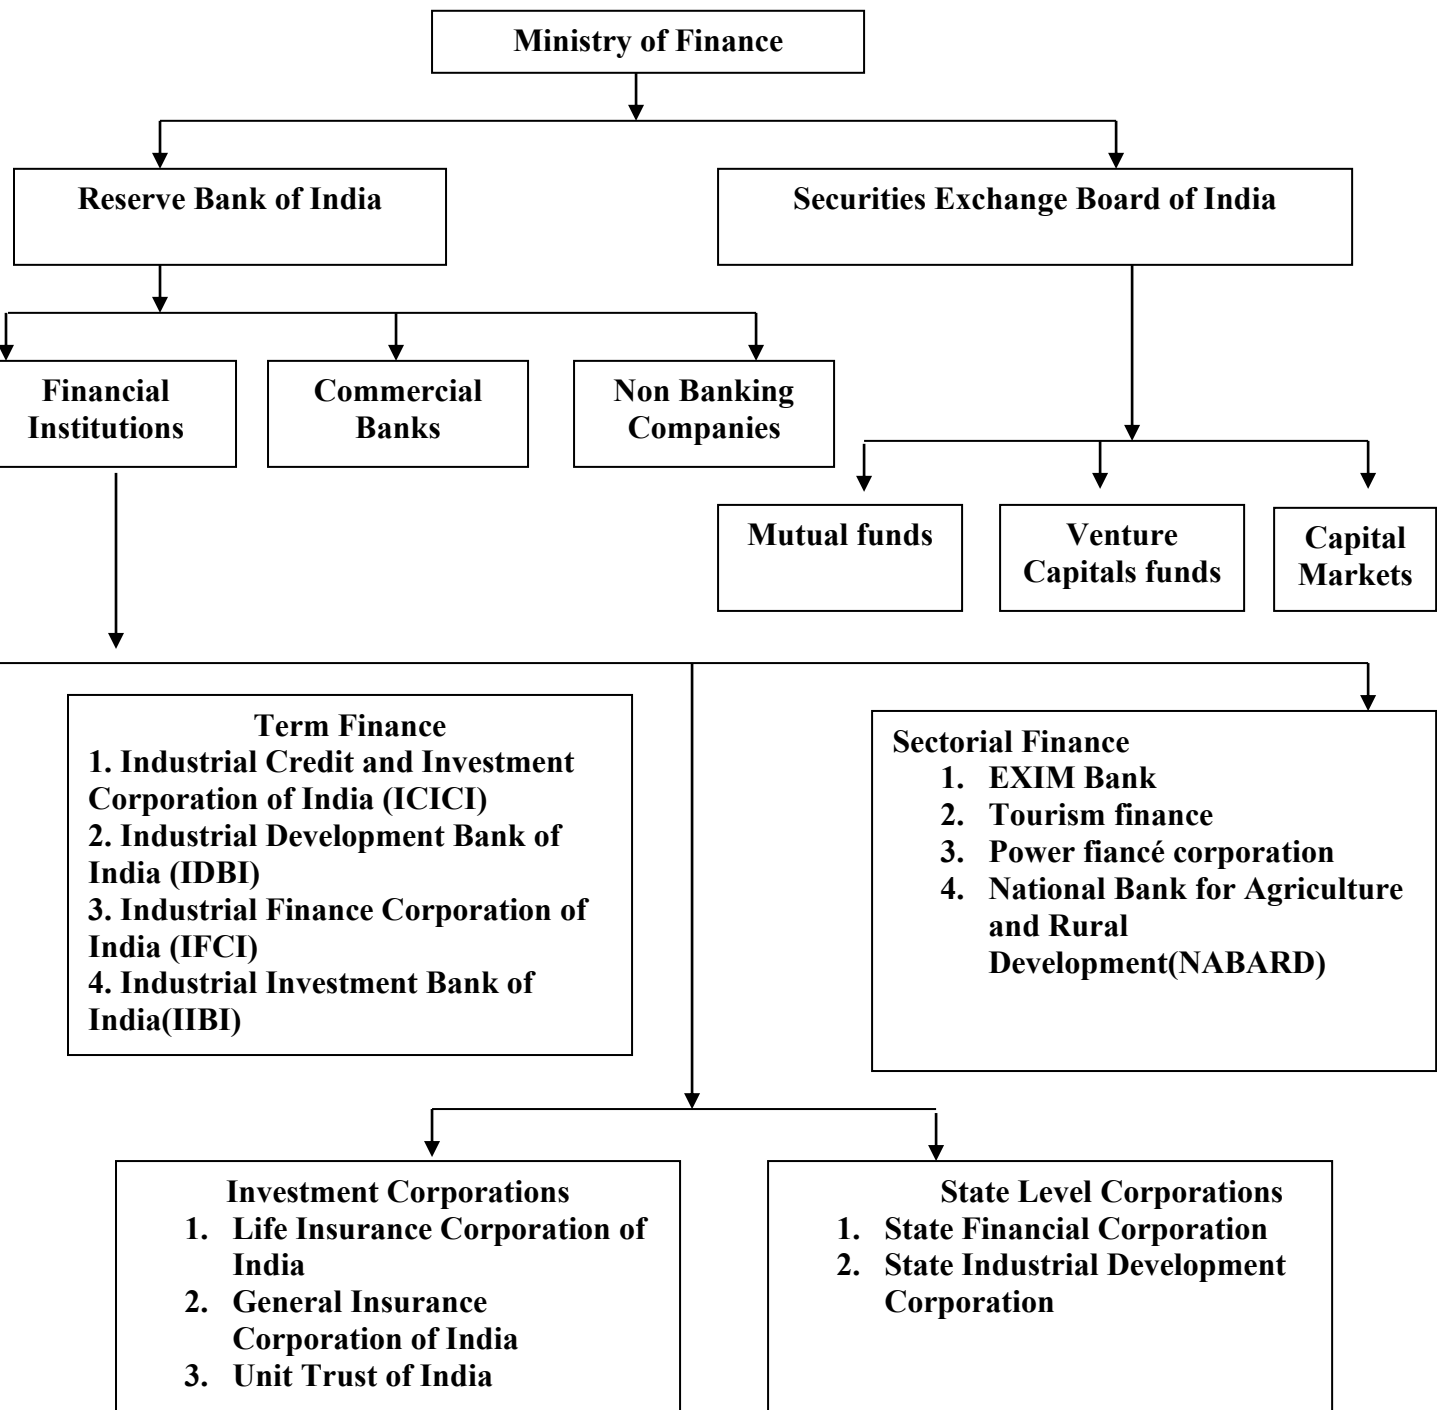 Ministry of Finance
Reserve Bank of India
Securities Exchange Board of India
Financial
Institutions
Commercial
Banks
Non Banking
Companies
Mutual funds
Venture
Capitals funds
Capital
Markets
Term Finance
1. Industrial Credit and Investment
Corporation of India (ICICI)
2. Industrial Development Bank of
India (IDBI)
3. Industrial Finance Corporation of
India (IFCI)
4. Industrial Investment Bank of
India(IIBI)
Sectorial Finance
1. EXIM Bank
2. Tourism finance
3. Power fiancé corporation
4. National Bank for Agriculture
and Rural
Development(NABARD)
Investment Corporations
1. Life Insurance Corporation of
India
2. General Insurance
Corporation of India
3. Unit Trust of India
State Level Corporations
1. State Financial Corporation
2. State Industrial Development
Corporation